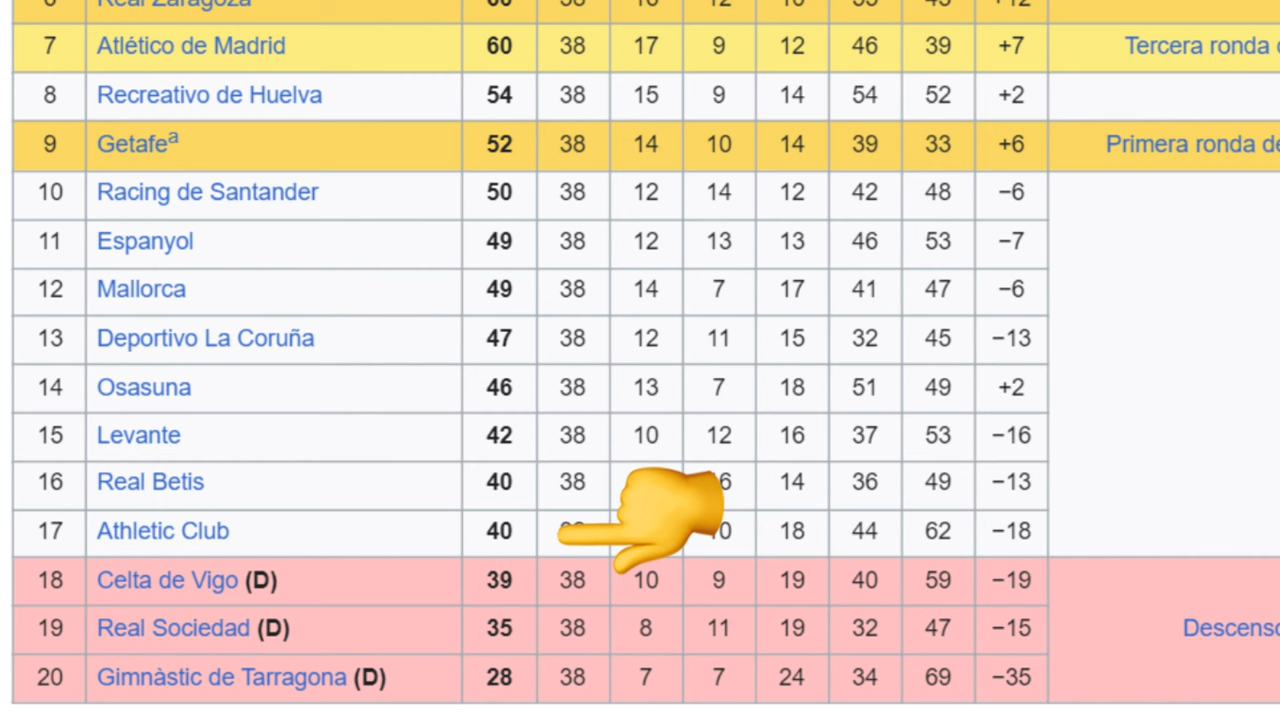 7 Atlético de Madrid 60 38 17 9 12 46 39 +7 Tercera ronda
8 Recreativo de Huelva 54 38 15 9 14 54 52 +2
9 Getafeª 52 38 14 10 14 39 33 +6 Primera ronda
10 Racing de Santander 50 38 12 14 12 42 48 −6
11 Espanyol 49 38 12 13 13 46 53 −7
12 Mallorca 49 38 14 7 17 41 47 −6
13 Deportivo La Coruña 47 38 12 11 15 32 45 −13
14 Osasuna 46 38 13 7 18 51 49 +2
15 Levante 42 38 10 12 16 37 53 −16
16 Real Betis 40 38 14 36 49 −13
17 Athletic Club 40 18 44 62 −18
18 Celta de Vigo (D) 39 38 10 9 19 40 59 −19
19 Real Sociedad (D) 35 38 8 11 19 32 47 −15 Descenso
20 Gimnàstic de Tarragona (D) 28 38 7 7 24 34 69 −35